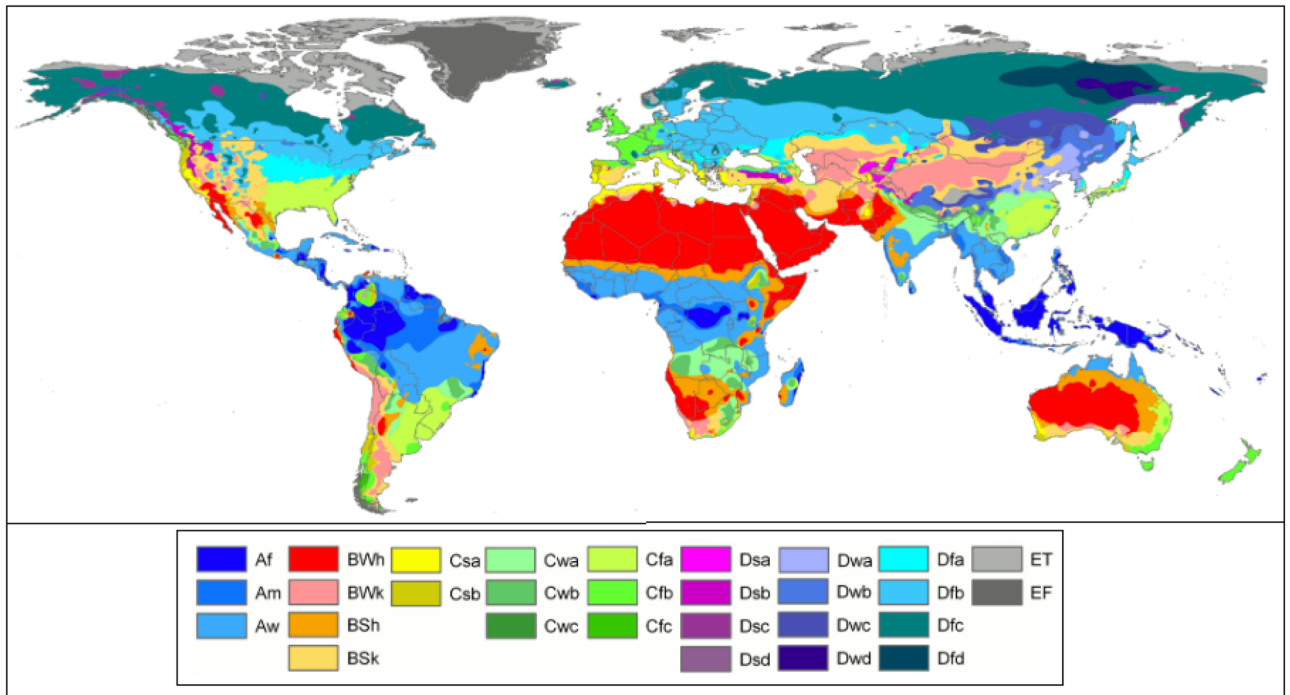 Af BWh Csa Cwa Cfa Dsa Dwa Dfa ET
Am BWk Csb Cwb Cfb Dsb Dwb Dfb EF
Aw BSh Cwc Cfc Dsc Dwc Dfc
BSk Dsd Dwd Dfd